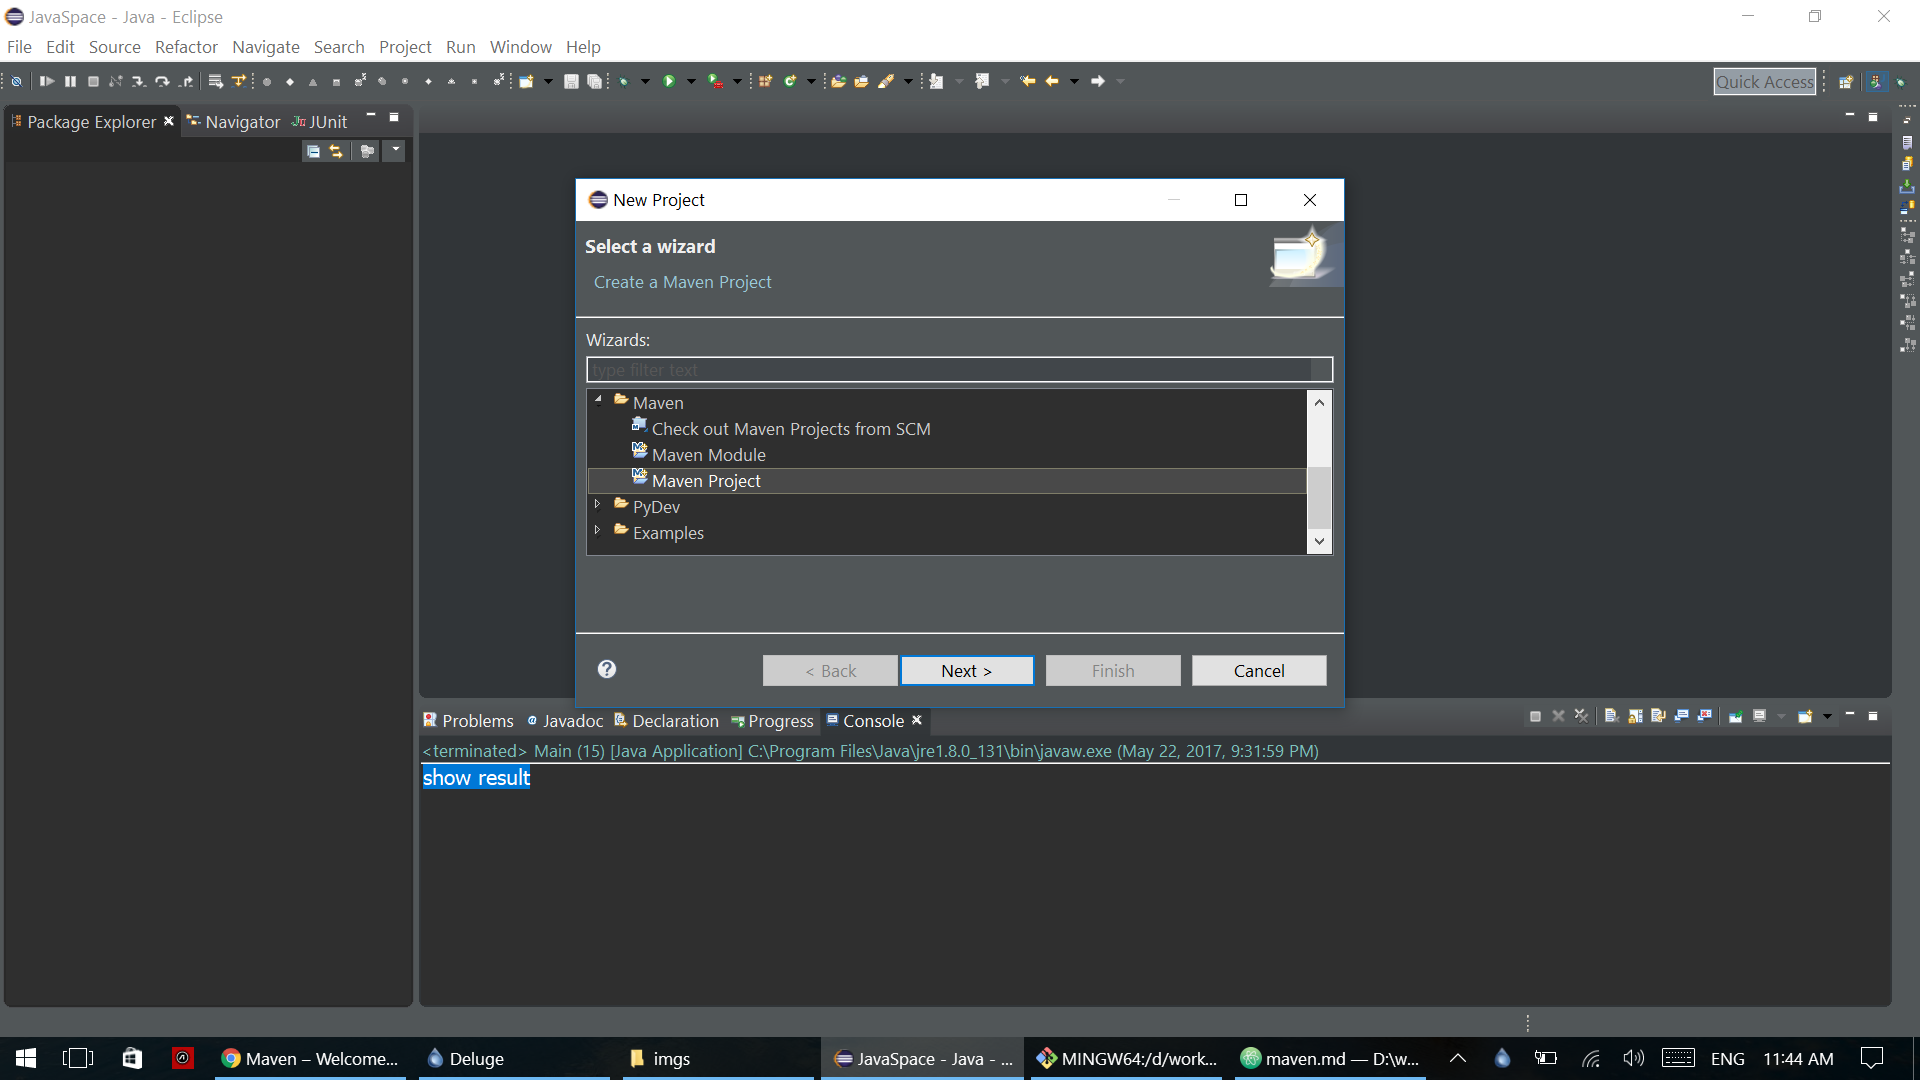 JavaSpace - Java - Eclipse
File Edit Source Refactor Navigate Search Project Run Window Help
Quick Access
Package Explorer Navigator JUnit
New Project
Select a wizard
Create a Maven Project
Wizards:
type filter text
Maven
Check out Maven Projects from SCM
Maven Module
Maven Project
PyDev
Examples
< Back Next > Finish Cancel
Problems Javadoc Declaration Progress Console
<terminated> Main (15) [Java Application] C:\Program Files\Java\jre1.8.0_131\bin\javaw.exe (May 22, 2017, 9:31:59 PM)
show result
Maven – Welcome... Deluge imgs JavaSpace - Java - ... MINGW64:/d/work... maven.md — D:\w... ENG 11:44 AM